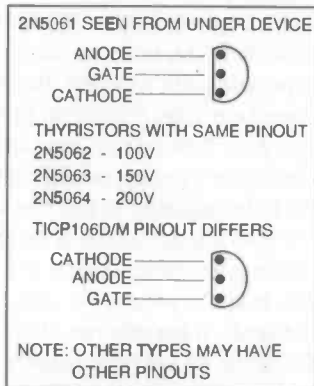 2N5061 SEEN FROM UNDER DEVICE
ANODE
GATE
CATHODE
THYRISTORS WITH SAME PINOUT
2N5062 - 100V
2N5063 - 150V
2N5064 - 200V
TICP106D/M PINOUT DIFFERS
CATHODE
ANODE
GATE
NOTE: OTHER TYPES MAY HAVE
OTHER PINOUTS